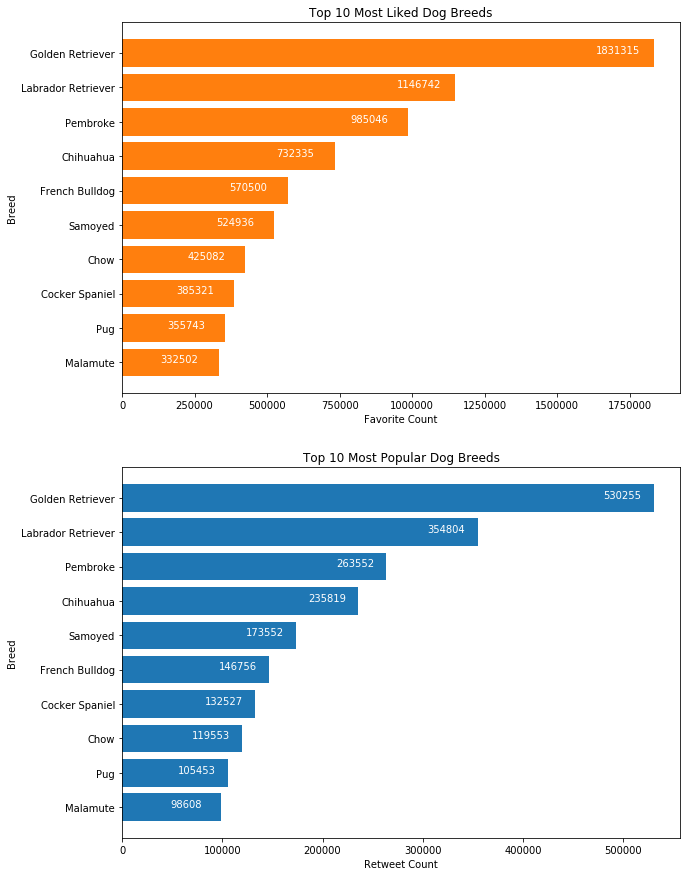 Top 10 Most Liked Dog Breeds
Breed
Golden Retriever 1831315
Labrador Retriever 1146742
Pembroke 985046
Chihuahua 732335
French Bulldog 570500
Samoyed 524936
Chow 425082
Cocker Spaniel 385321
Pug 355743
Malamute 332502
0 250000 500000 750000 1000000 1250000 1500000 1750000
Favorite Count
Top 10 Most Popular Dog Breeds
Breed
Golden Retriever 530255
Labrador Retriever 354804
Pembroke 263552
Chihuahua 235819
Samoyed 173552
French Bulldog 146756
Cocker Spaniel 132527
Chow 119553
Pug 105453
Malamute 98608
0 100000 200000 300000 400000 500000
Retweet Count